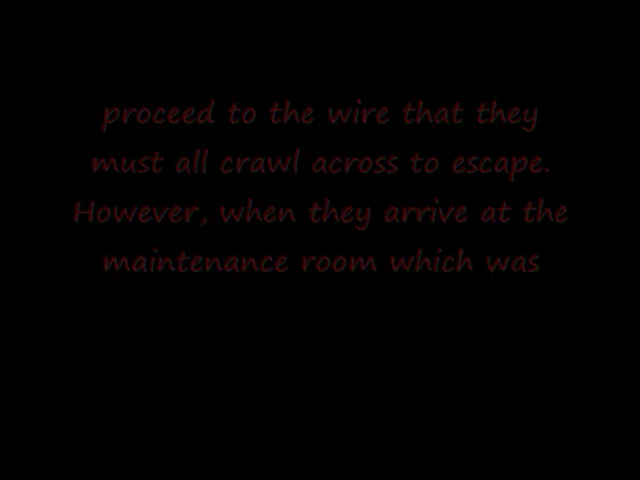 proceed to the wire that they
must all crawl across to escape.
However, when they arrive at the
maintenance room which was